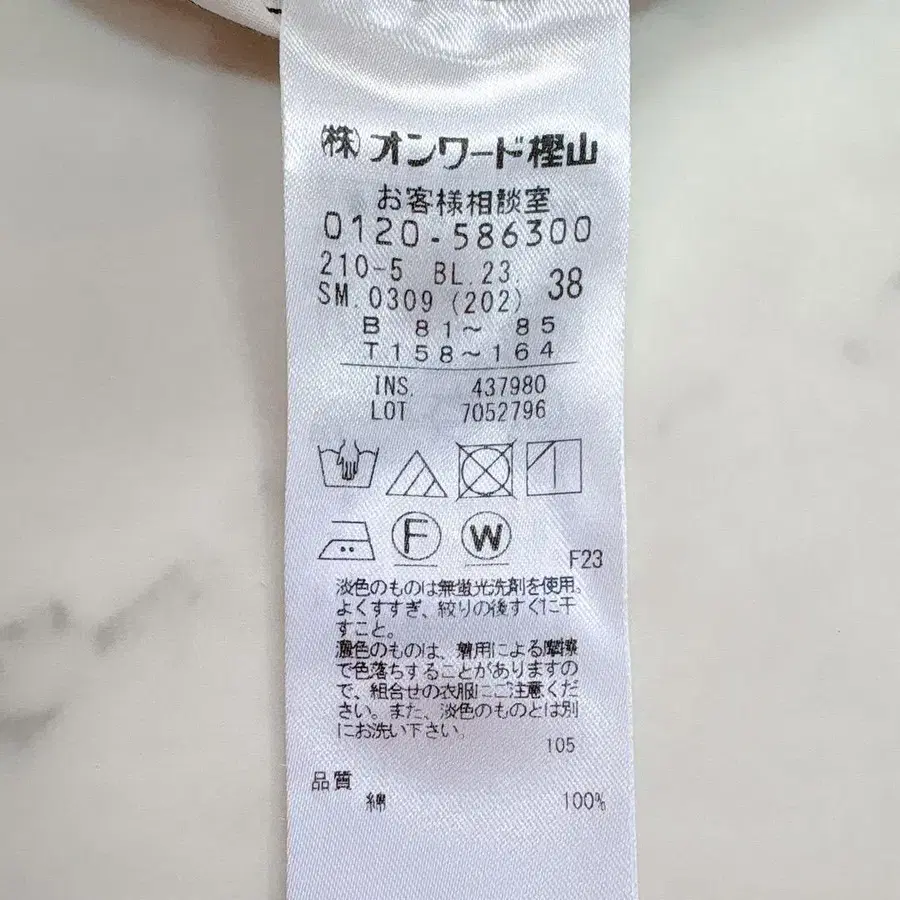 ㈱オンワード樫山
お客様相談室
0120-586300
210-5 BL.23. 38
SM.0309 (202)
B 81~ 85
T158~164
INS. 437980
LOT 7052796
F W
F23
淡色のものは無蛍光洗剤を使用。
よくすすぎ、絞りの後すぐに干
すこと。
濃色のものは、着用による摩擦
で色落ちすることがありますの
で、組合せの衣服にご注意くだ
さい。また、淡色のものとは別
にお洗い下さい。
105
品質
綿 100%